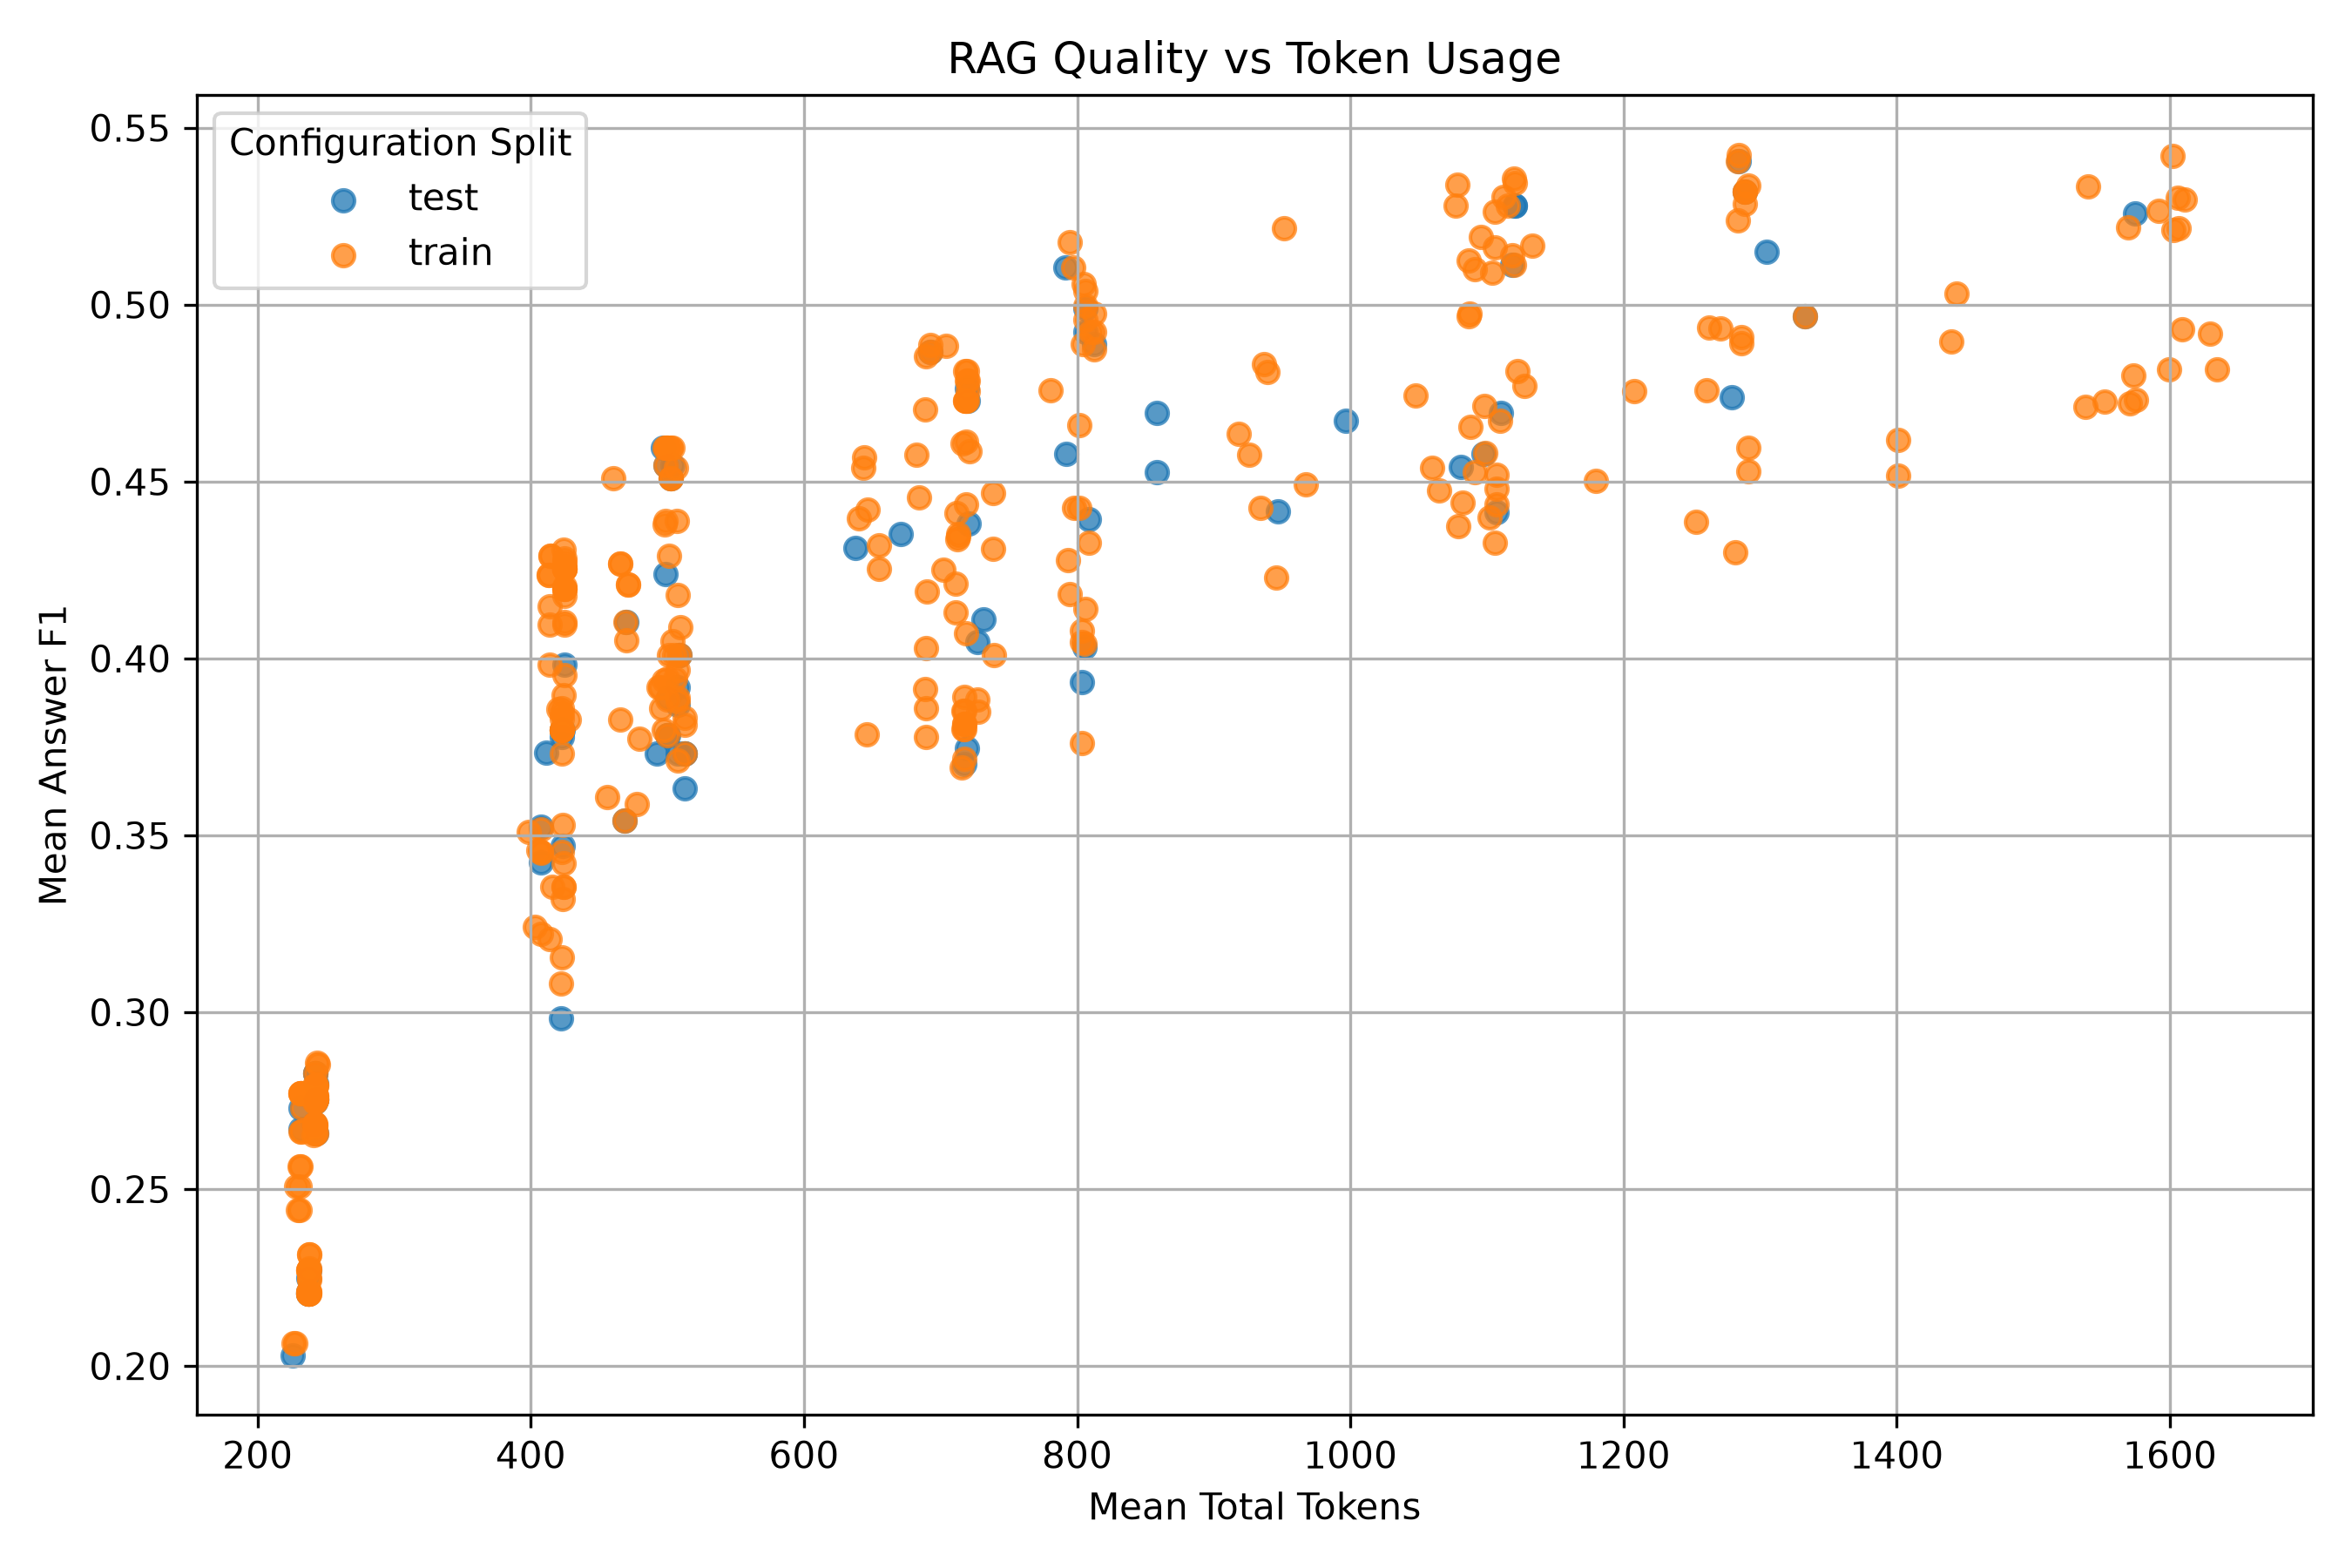 RAG Quality vs Token Usage
Configuration Split
test
train
0.55
0.50
0.45
0.40
0.35
0.30
0.25
0.20
Mean Answer F1
200 400 600 800 1000 1200 1400 1600
Mean Total Tokens